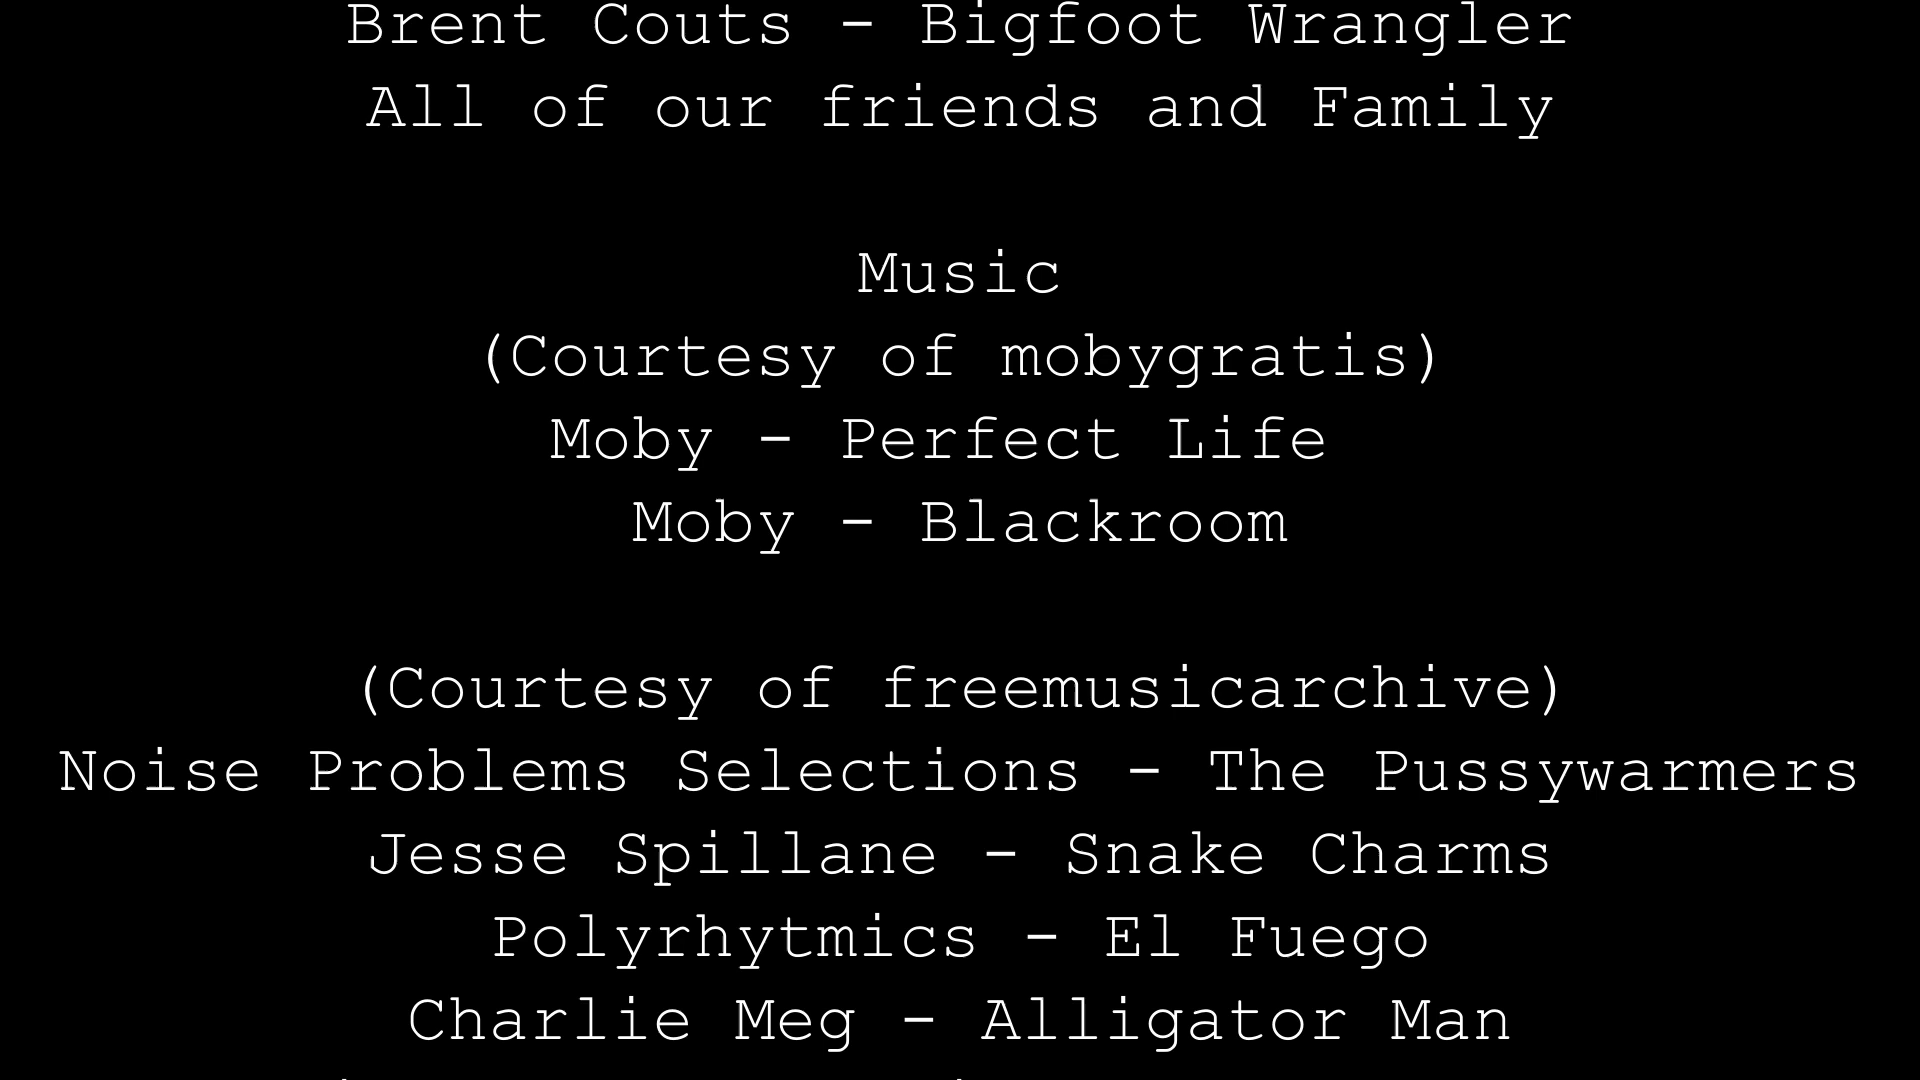 Brent Couts - Bigfoot Wrangler
All of our friends and Family
Music
(Courtesy of mobygratis)
Moby - Perfect Life
Moby - Blackroom
(Courtesy of freemusicarchive)
Noise Problems Selections - The Pussywarmers
Jesse Spillane - Snake Charms
Polyrhytmics - El Fuego
Charlie Meg - Alligator Man